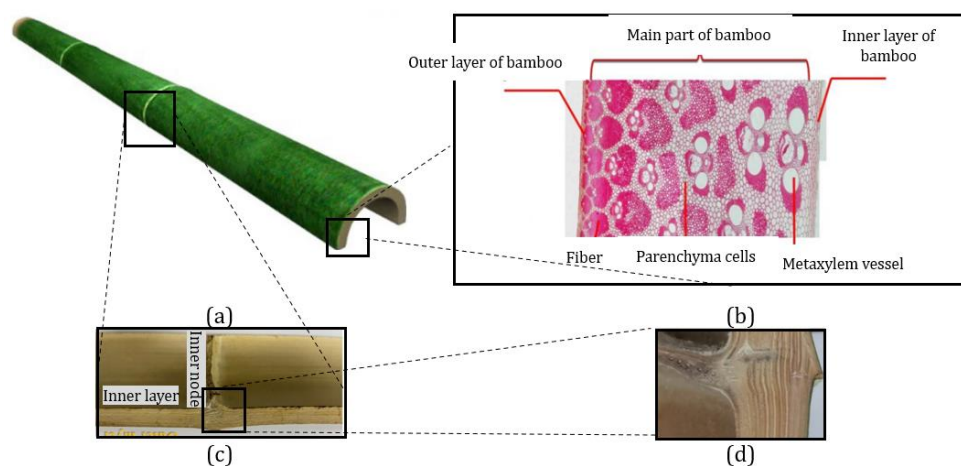 Main part of bamboo
Inner layer of
bamboo
Outer layer of bamboo
Fiber
Parenchyma cells
Metaxylem vessel
(a)
(b)
Inner layer
Inner node
(c)
(d)